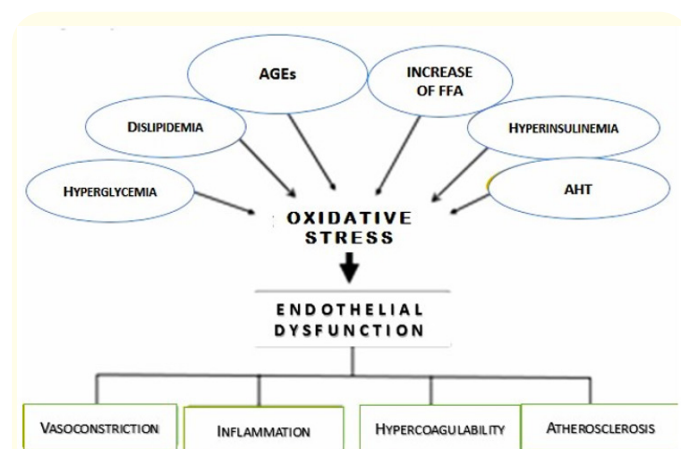 AGEs
INCREASE
OF FFA
DISLIPIDEMIA
HYPERINSULINEMIA
HYPERGLYCEMIA
AHT
OXIDATIVE
STRESS
ENDOTHELIAL
DYSFUNCTION
VASOCONSTRICTION
INFLAMMATION
HYPERCOAGULABILITY
ATHEROSCLEROSIS